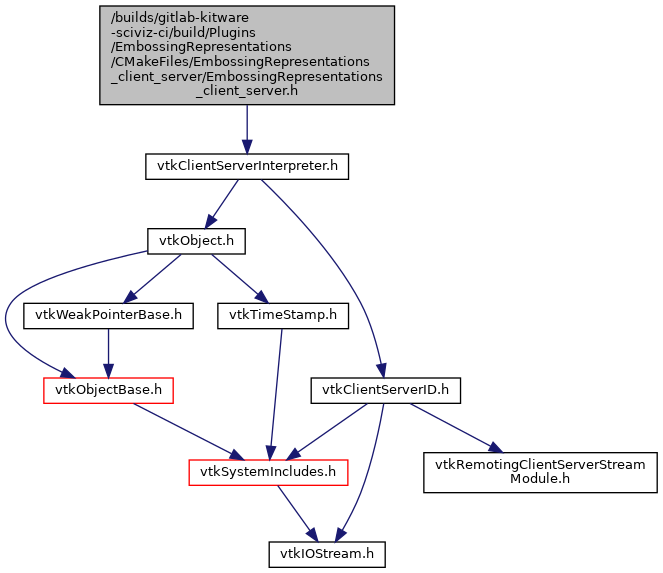 /builds/gitlab-kitware
-sciviz-ci/build/Plugins
/EmbossingRepresentations
/CMakeFiles/EmbossingRepresentations
_client_server/EmbossingRepresentations
_client_server.h
vtkClientServerInterpreter.h
vtkObject.h
vtkWeakPointerBase.h
vtkTimeStamp.h
vtkObjectBase.h
vtkClientServerID.h
vtkSystemIncludes.h
vtkRemotingClientServerStream
Module.h
vtkIOStream.h